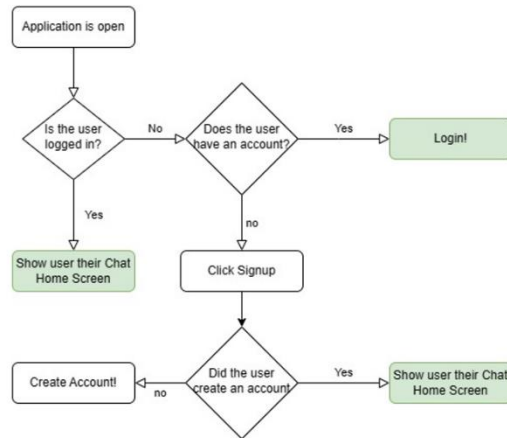 Application is open
Is the user
logged in?
No
Does the user
have an account?
Yes
Login!
Yes
no
Show user their Chat
Home Screen
Click Signup
Create Account!
no
Did the user
create an account
Yes
Show user their Chat
Home Screen